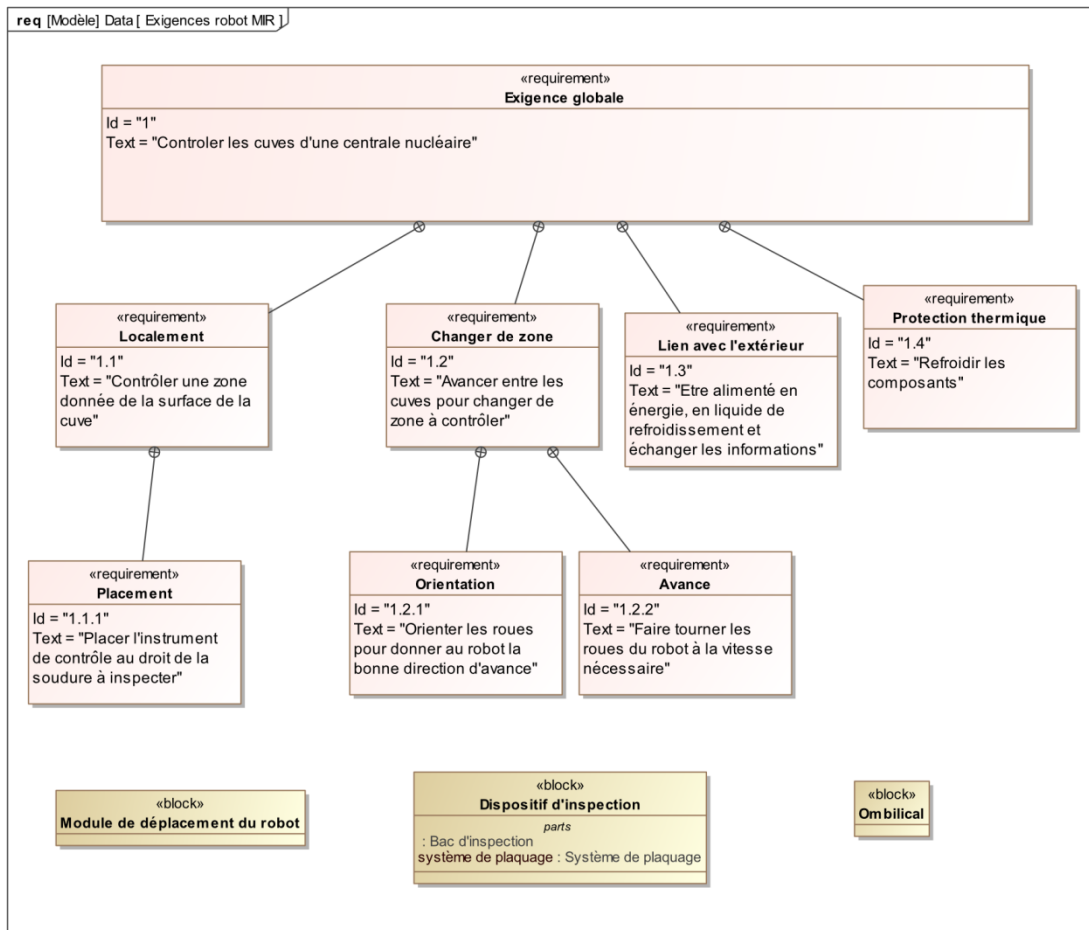 req [Modèle] Data [ Exigences robot MIR ]
«requirement»
Exigence globale
Id = "1"
Text = "Controler les cuves d'une centrale nucléaire"
«requirement»
Localement
Id = "1.1"
Text = "Contrôler une zone
donnée de la surface de la
cuve"
«requirement»
Changer de zone
Id = "1.2"
Text = "Avancer entre les
cuves pour changer de
zone à contrôler"
«requirement»
Lien avec l'extérieur
Id = "1.3"
Text = "Etre alimenté en
énergie, en liquide de
refroidissement et
échanger les informations"
«requirement»
Protection thermique
Id = "1.4"
Text = "Refroidir les
composants"
«requirement»
Placement
Id = "1.1.1"
Text = "Placer l'instrument
de contrôle au droit de la
soudure à inspecter"
«requirement»
Orientation
Id = "1.2.1"
Text = "Orienter les roues
pour donner au robot la
bonne direction d'avance"
«requirement»
Avance
Id = "1.2.2"
Text = "Faire tourner les
roues du robot à la vitesse
nécessaire"
«block»
Module de déplacement du robot
«block»
Dispositif d'inspection
parts
: Bac d'inspection
système de plaquage : Système de plaquage
«block»
Ombilical